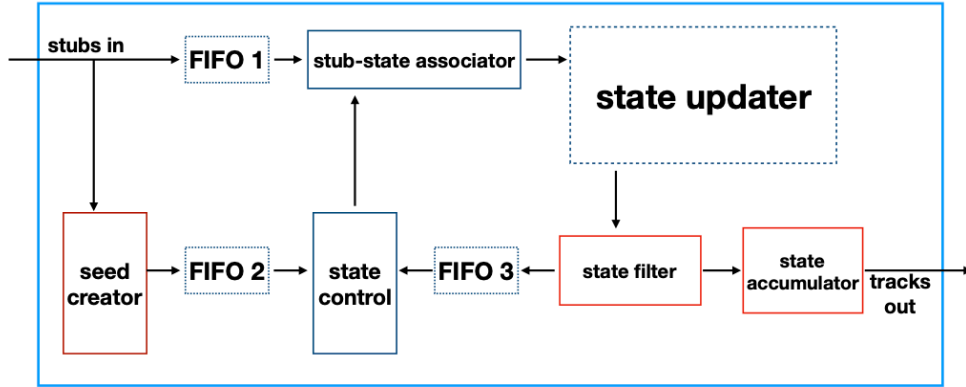 stubs in
FIFO 1
stub-state associator
state updater
seed
creator
FIFO 2
state
control
FIFO 3
state filter
state
accumulator
tracks
out